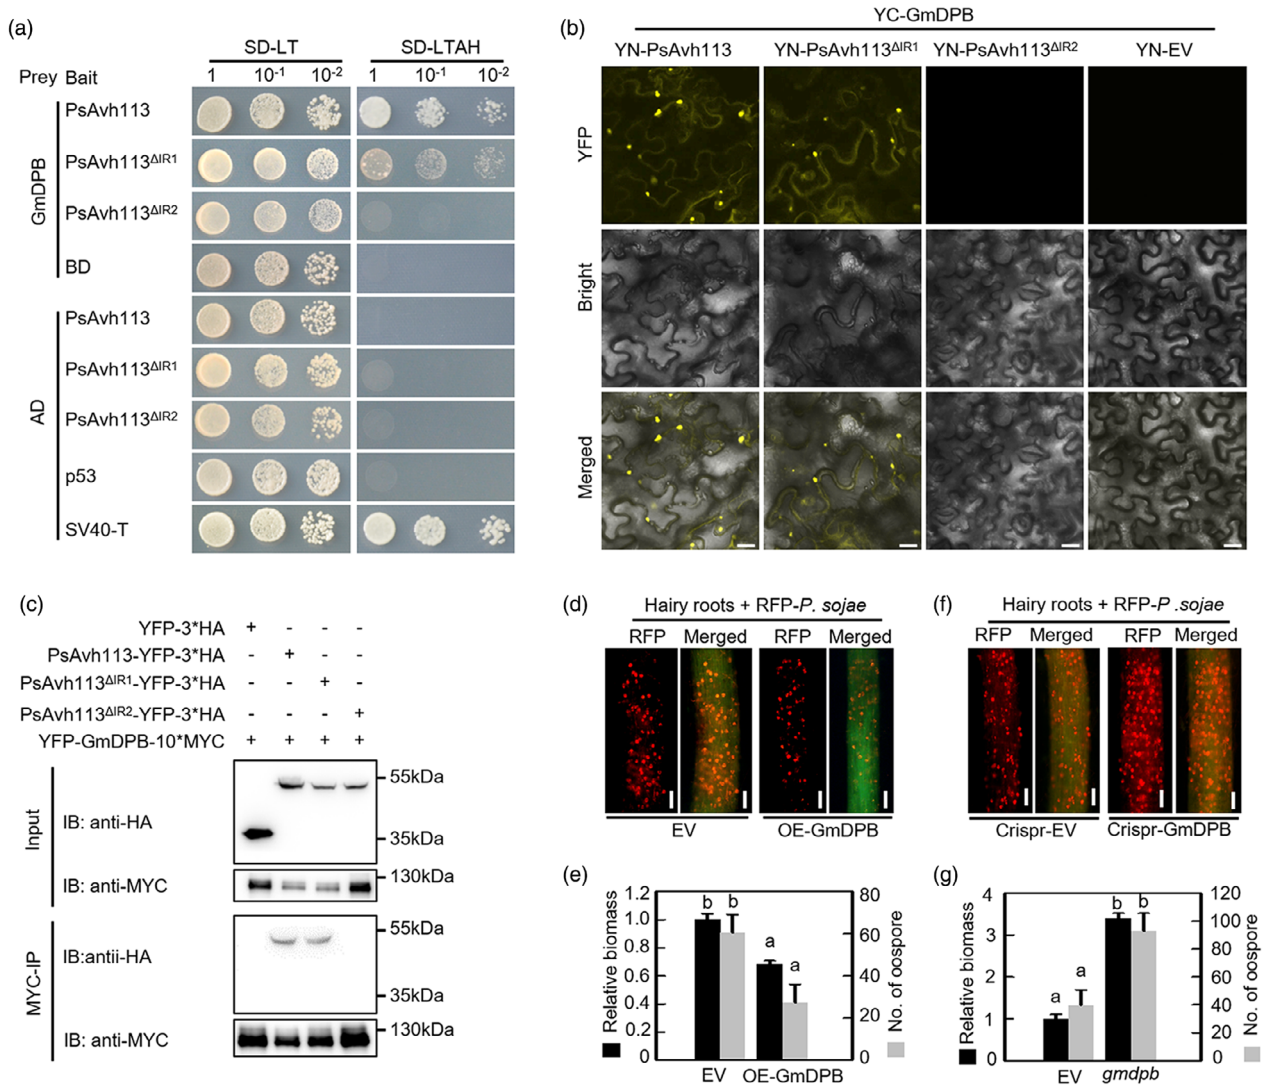 (a)
SD-LT SD-LTAH
Prey Bait 1 10⁻¹ 10⁻² 1 10⁻¹ 10⁻²
GmDPB
PsAvh113
PsAvh113ΔIR1
PsAvh113ΔIR2
BD
AD
PsAvh113
PsAvh113ΔIR1
PsAvh113ΔIR2
p53
SV40-T
(b)
YC-GmDPB
YN-PsAvh113 YN-PsAvh113ΔIR1 YN-PsAvh113ΔIR2 YN-EV
YFP
Bright
Merged
(c)
YFP-3*HA + - - -
PsAvh113-YFP-3*HA - + - -
PsAvh113ΔIR1-YFP-3*HA - - + -
PsAvh113ΔIR2-YFP-3*HA - - - +
YFP-GmDPB-10*MYC + + + +
Input
IB: anti-HA
55kDa
35kDa
IB: anti-MYC
130kDa
MYC-IP
IB:antii-HA
55kDa
35kDa
IB: anti-MYC
130kDa
(d)
Hairy roots + RFP-P. sojae
RFP Merged RFP Merged
EV OE-GmDPB
(f)
Hairy roots + RFP-P .sojae
RFP Merged RFP Merged
Crispr-EV Crispr-GmDPB
(e)
Relative biomass
1.2
1.0
0.8
0.6
0.4
0.2
0
b b
a
a
80
60
40
20
0
No. of oospore
EV OE-GmDPB
(g)
Relative biomass
4
3
2
1
0
a
a
b b
120
100
80
60
40
20
0
No. of oospore
EV gmdpb